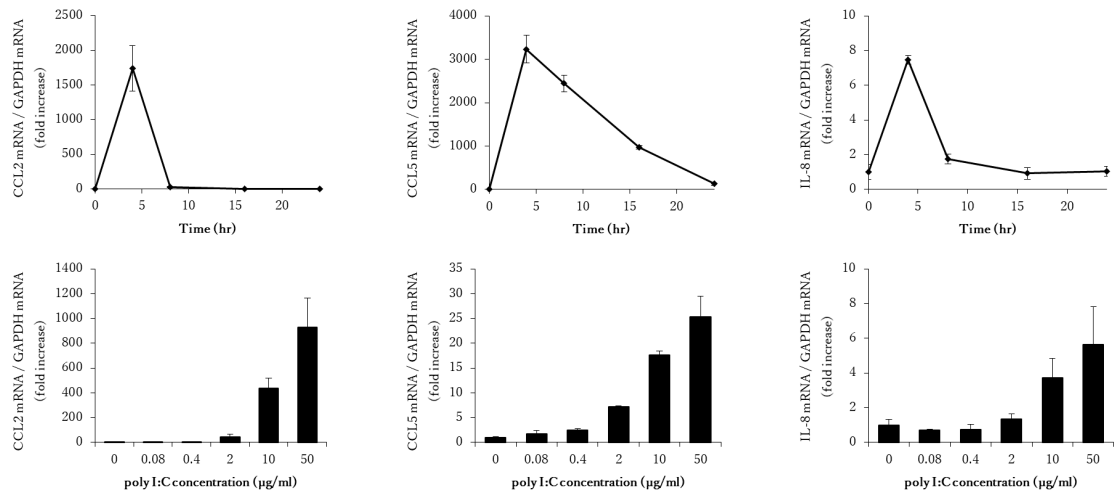 CCL2 mRNA / GAPDH mRNA
(fold increase)
2500
2000
1500
1000
500
0
0 5 10 15 20
Time (hr)
CCL5 mRNA / GAPDH mRNA
(fold increase)
4000
3000
2000
1000
0
0 5 10 15 20
Time (hr)
IL-8 mRNA / GAPDH mRNA
(fold increase)
10
8
6
4
2
0
0 5 10 15 20
Time (hr)
CCL2 mRNA / GAPDH mRNA
(fold increase)
1400
1200
1000
800
600
400
200
0
0 0.08 0.4 2 10 50
poly I:C concentration (µg/ml)
CCL5 mRNA / GAPDH mRNA
(fold increase)
35
30
25
20
15
10
5
0
0 0.08 0.4 2 10 50
poly I:C concentration (µg/ml)
IL-8 mRNA / GAPDH mRNA
(fold increase)
10
8
6
4
2
0
0 0.08 0.4 2 10 50
poly I:C concentration (µg/ml)